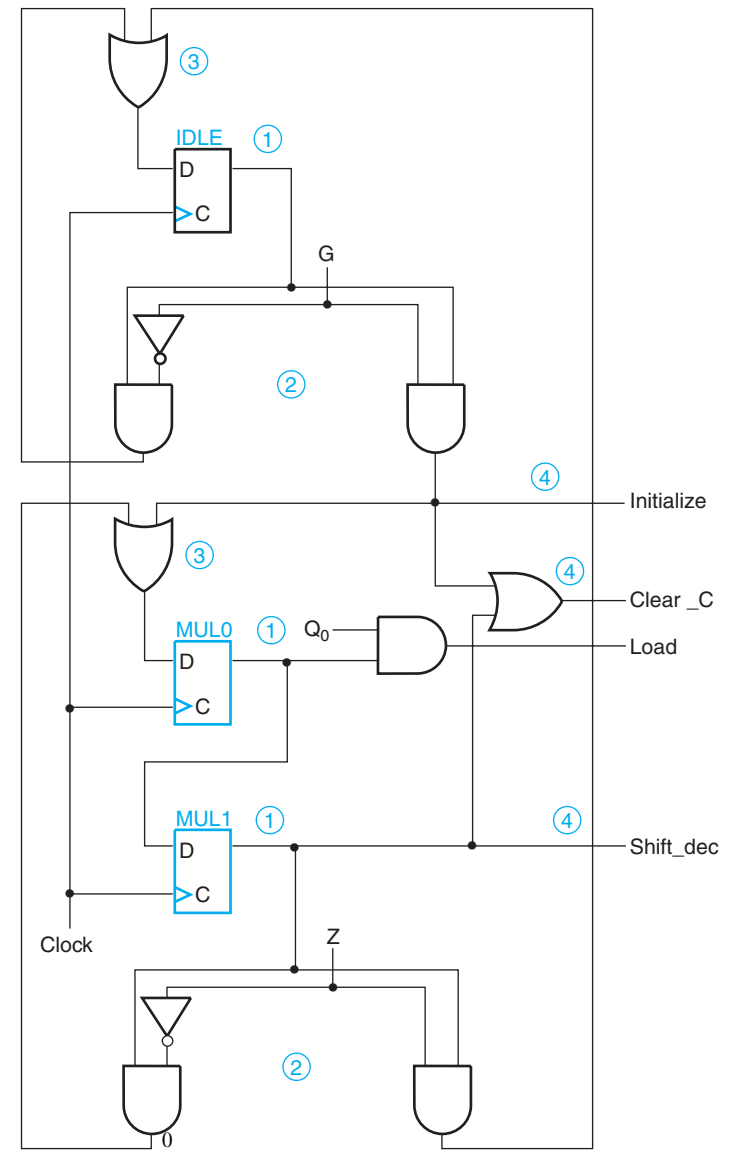 ③
IDLE
①
D
C
G
②
④
Initialize
③
④
Clear _C
MUL0
①
Q₀
Load
D
C
MUL1
①
④
D
Shift_dec
C
Clock
Z
②
0